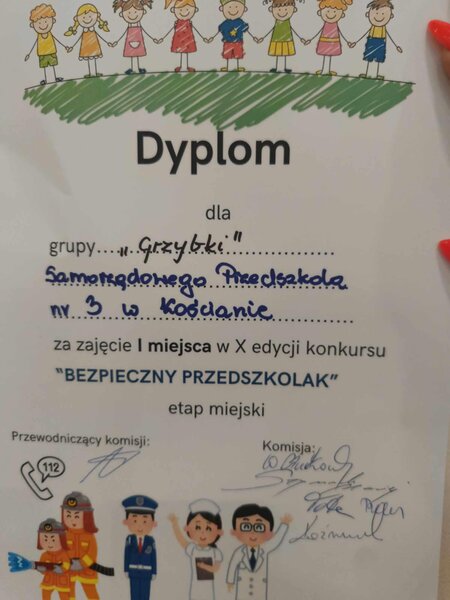 Dyplom
dla
grupy...."Grzybki"
Samorządowego Przedszkola
nr 3 w Kościanie
za zajęcie I miejsca w X edycji konkursu
"BEZPIECZNY PRZEDSZKOLAK"
etap miejski
Przewodniczący komisji:
Komisja:
112